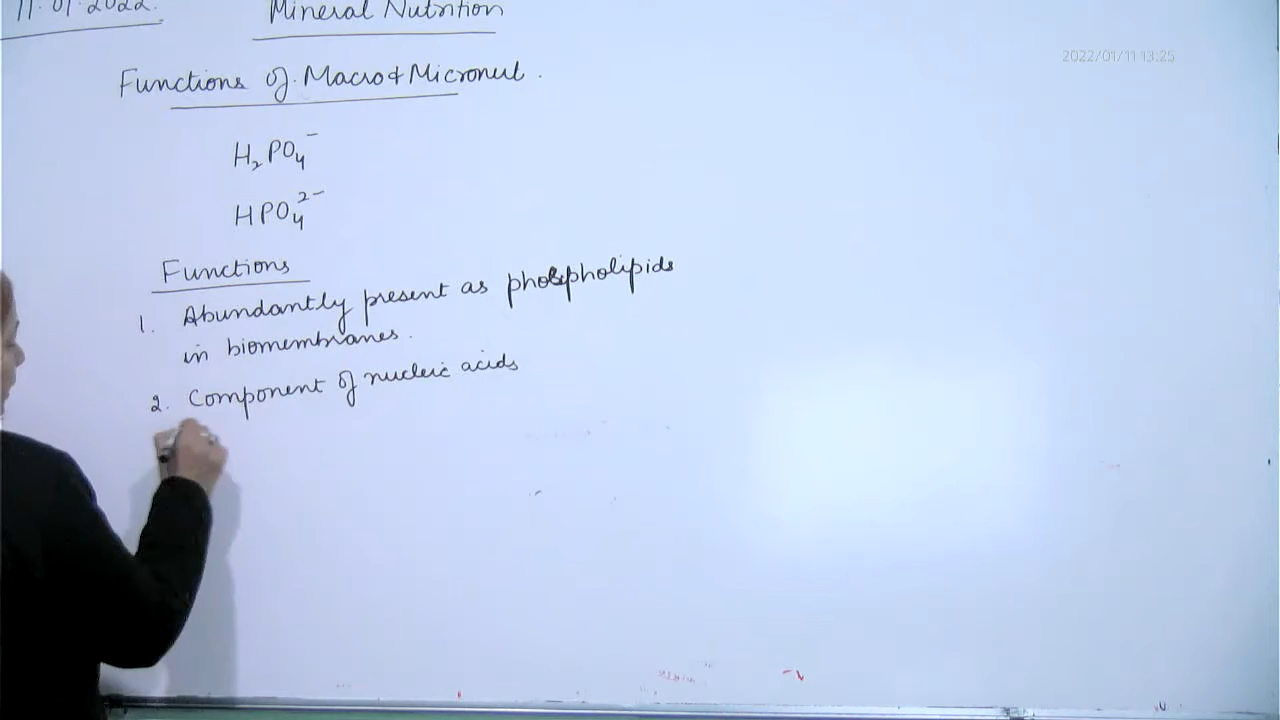 11.01.2022.
Mineral Nutrition
2022/01/11 13:25
Functions of Macro & Micronut.
H₂PO₄⁻
HPO₄²⁻
Functions
1. Abundantly present as phospholipids
in biomembranes.
2. Component of nucleic acids